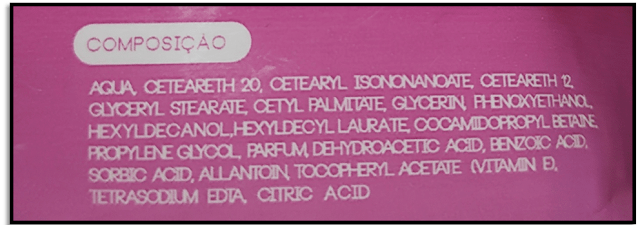 COMPOSIÇÃO
AQUA, CETEARETH 20, CETEARYL ISONONANOATE, CETEARETH 12,
GLYCERYL STEARATE, CETYL PALMITATE, GLYCERIN, PHENOXYETHANOL,
HEXYLDECANOL,HEXYLDECYL LAURATE, COCAMIDOPROPYL BETAINE,
PROPYLENE GLYCOL, PARFUM, DEHYDROACETIC ACID, BENZOIC ACID,
SORBIC ACID, ALLANTOIN, TOCOPHERYL ACETATE (VITAMIN E),
TETRASODIUM EDTA, CITRIC ACID